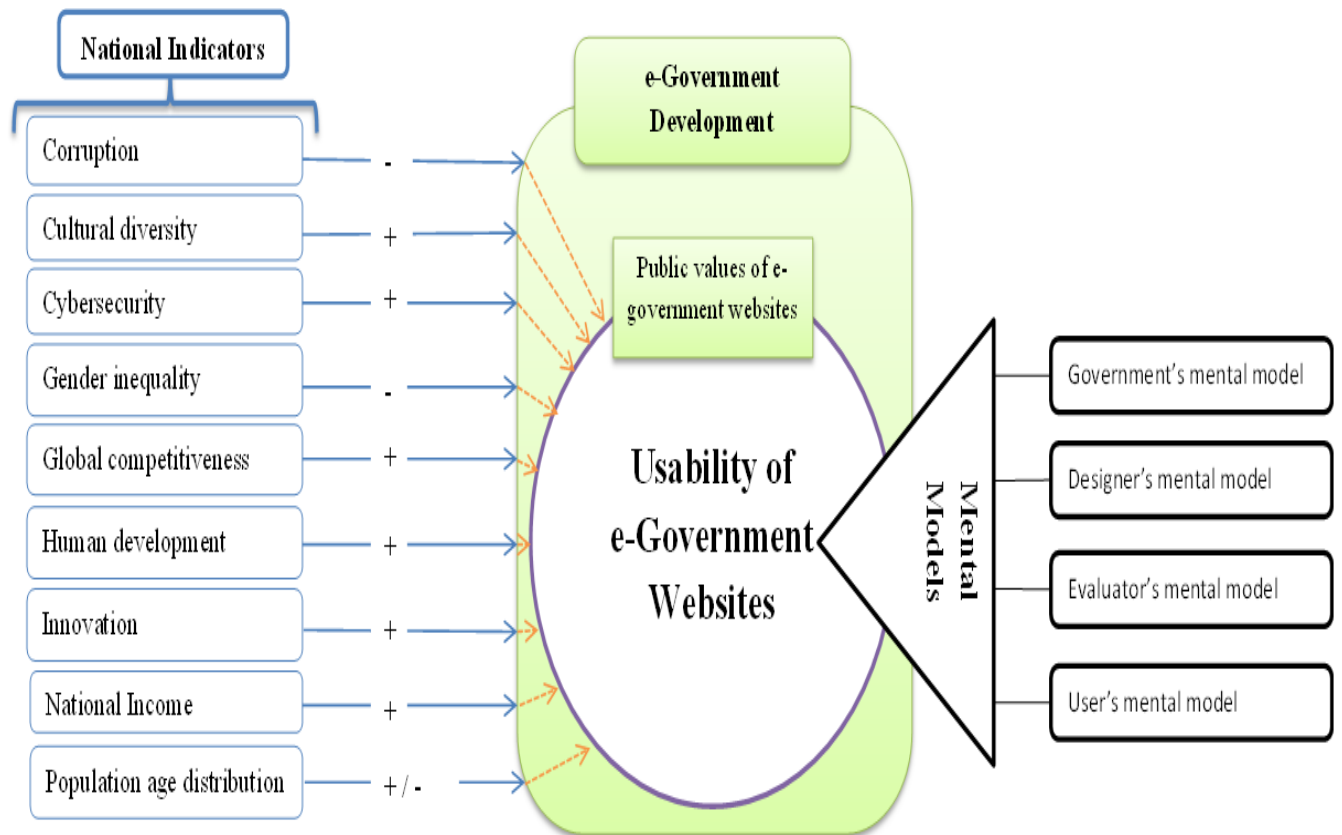 National Indicators
Corruption
-
Cultural diversity
+
Cybersecurity
+
Gender inequality
-
Global competitiveness
+
Human development
+
Innovation
+
National Income
+
Population age distribution
+ / -
e-Government
Development
Public values of e-
government websites
Usability of
e-Government
Websites
Mental
Models
Government’s mental model
Designer’s mental model
Evaluator’s mental model
User’s mental model